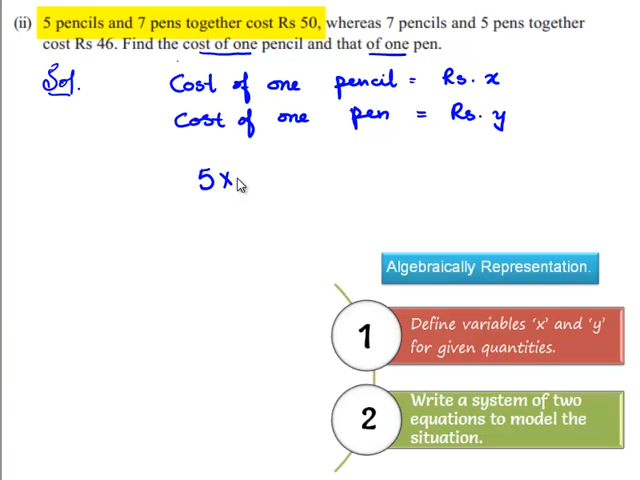 (ii) 5 pencils and 7 pens together cost Rs 50, whereas 7 pencils and 5 pens together
cost Rs 46. Find the cost of one pencil and that of one pen.
Sol. Cost of one pencil = Rs. x
Cost of one pen = Rs. y
5x
Algebraically Representation.
1 Define variables ‘x’ and ‘y’
for given quantities.
2 Write a system of two
equations to model the
situation.